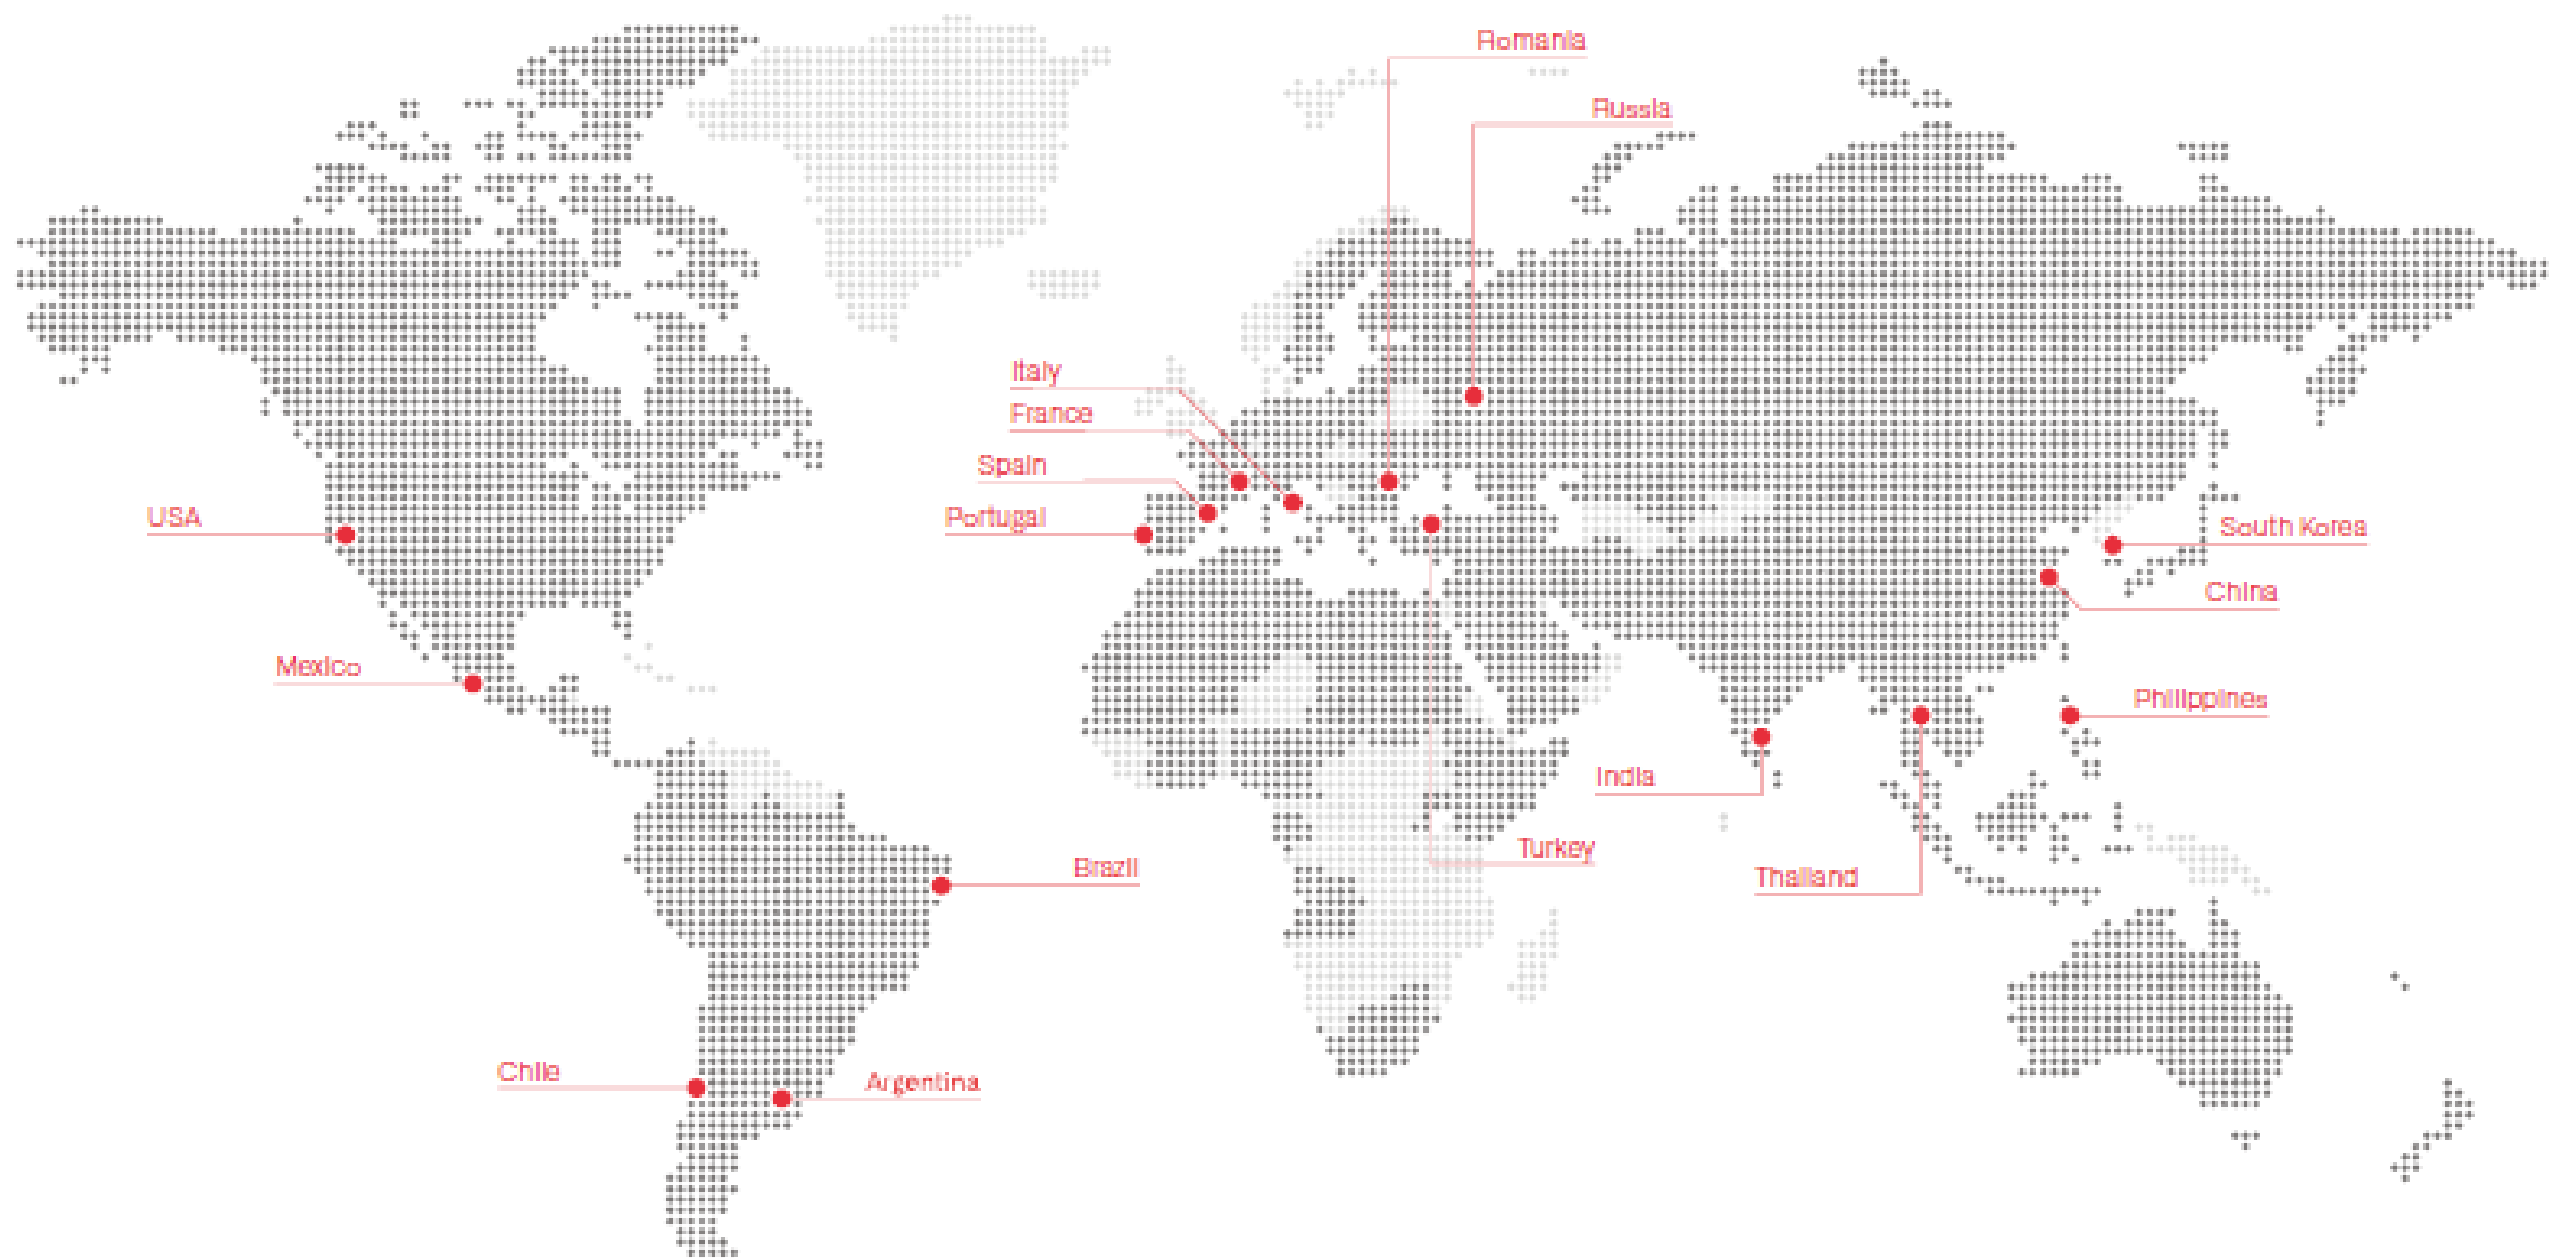 Romania
Russia
Italy
France
Spain
Portugal
USA
South Korea
China
Mexico
Philippines
India
Turkey
Thailand
Brazil
Chile
Argentina